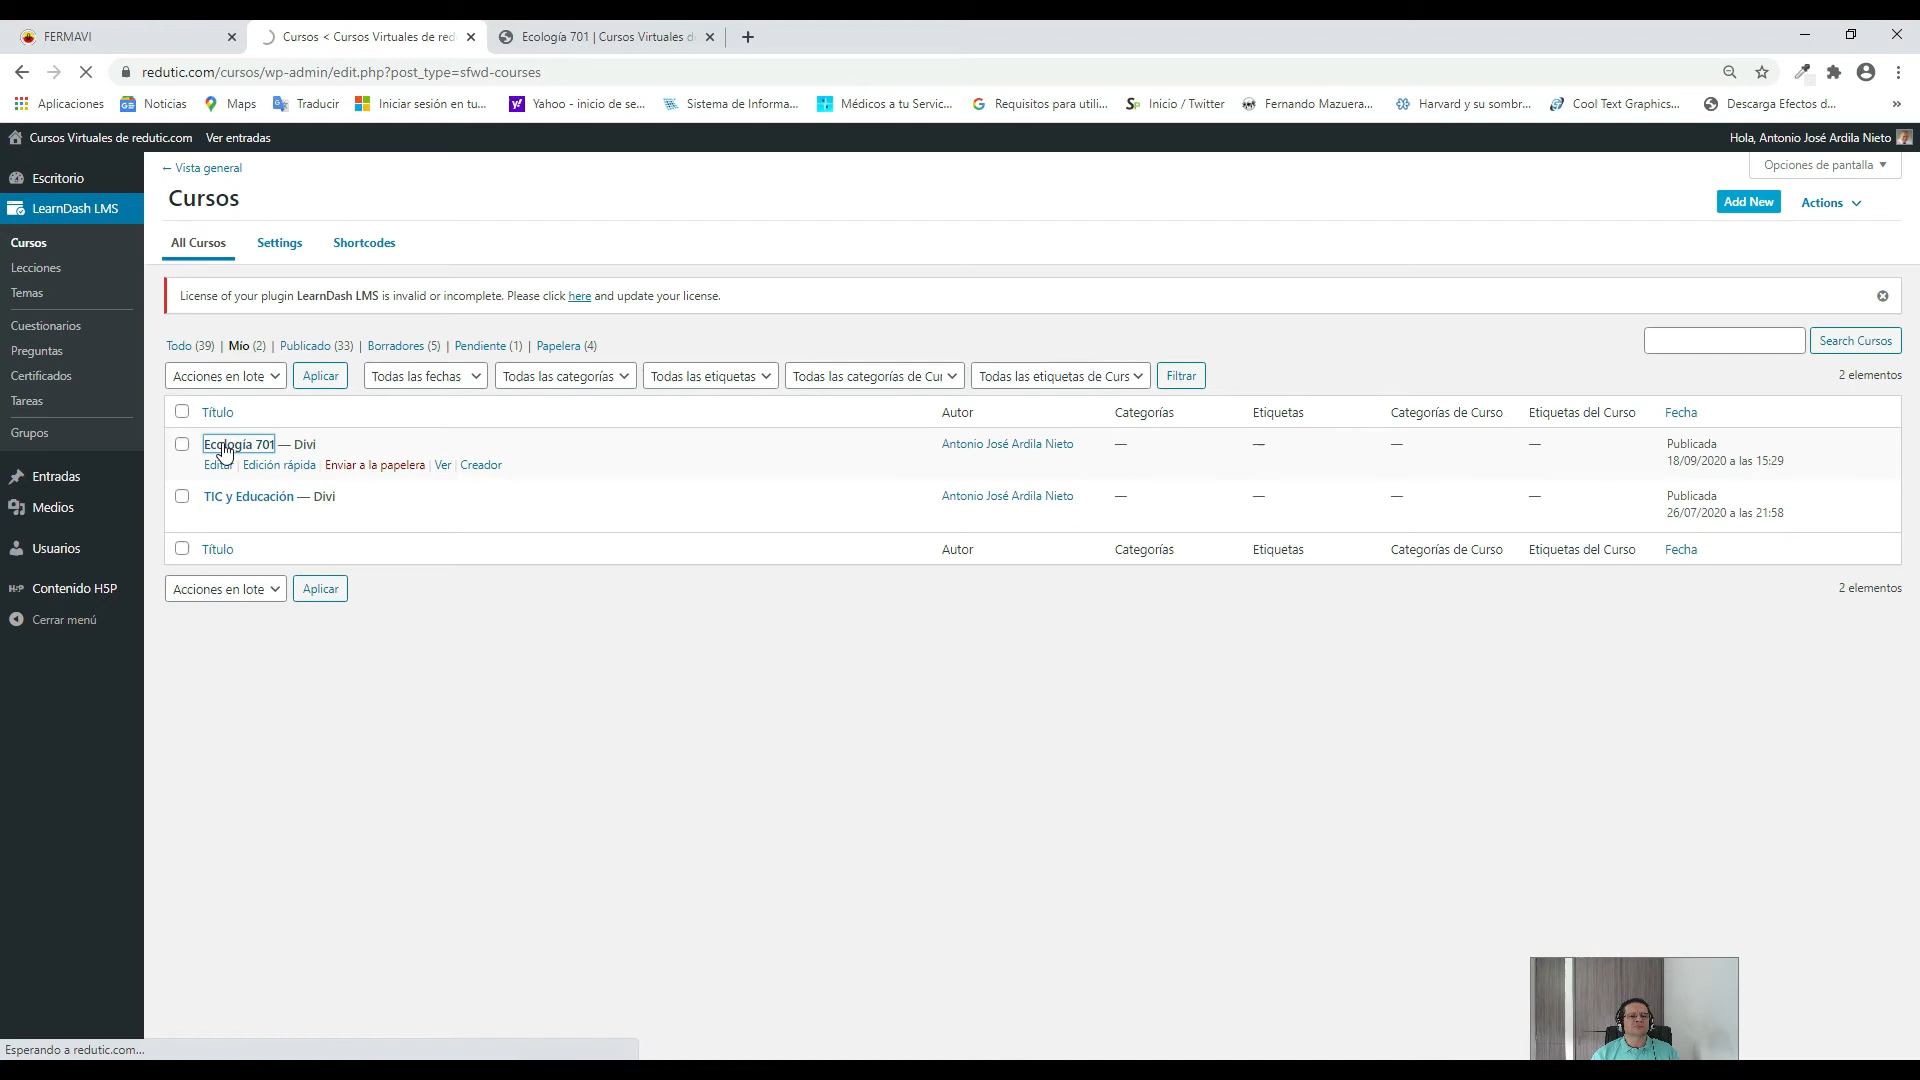 FERMAVI
Cursos < Cursos Virtuales de red
Ecología 701 | Cursos Virtuales d
redutic.com/cursos/wp-admin/edit.php?post_type=sfwd-courses
Aplicaciones
Noticias
Maps
Traducir
Iniciar sesión en tu...
Yahoo - inicio de se...
Sistema de Informa...
Médicos a tu Servic...
Requisitos para utili...
Inicio / Twitter
Fernando Mazuera...
Harvard y su sombr...
Cool Text Graphics...
Descarga Efectos d...
»
Cursos Virtuales de redutic.com
Ver entradas
Hola, Antonio José Ardila Nieto
Escritorio
LearnDash LMS
Cursos
Lecciones
Temas
Cuestionarios
Preguntas
Certificados
Tareas
Grupos
Entradas
Medios
Usuarios
H5P Contenido H5P
Cerrar menú
← Vista general
Opciones de pantalla
Cursos
Add New
Actions
All Cursos
Settings
Shortcodes
License of your plugin LearnDash LMS is invalid or incomplete. Please click here and update your license.
Todo (39) | Mío (2) | Publicado (33) | Borradores (5) | Pendiente (1) | Papelera (4)
Search Cursos
Acciones en lote
Aplicar
Todas las fechas
Todas las categorías
Todas las etiquetas
Todas las categorías de Cur
Todas las etiquetas de Curs
Filtrar
2 elementos
Título Autor Categorías Etiquetas Categorías de Curso Etiquetas del Curso Fecha
Ecología 701 — Divi Antonio José Ardila Nieto — — — — Publicada
18/09/2020 a las 15:29
Editar | Edición rápida | Enviar a la papelera | Ver | Creador
TIC y Educación — Divi Antonio José Ardila Nieto — — — — Publicada
26/07/2020 a las 21:58
Título Autor Categorías Etiquetas Categorías de Curso Etiquetas del Curso Fecha
Acciones en lote
Aplicar
2 elementos
Esperando a redutic.com...